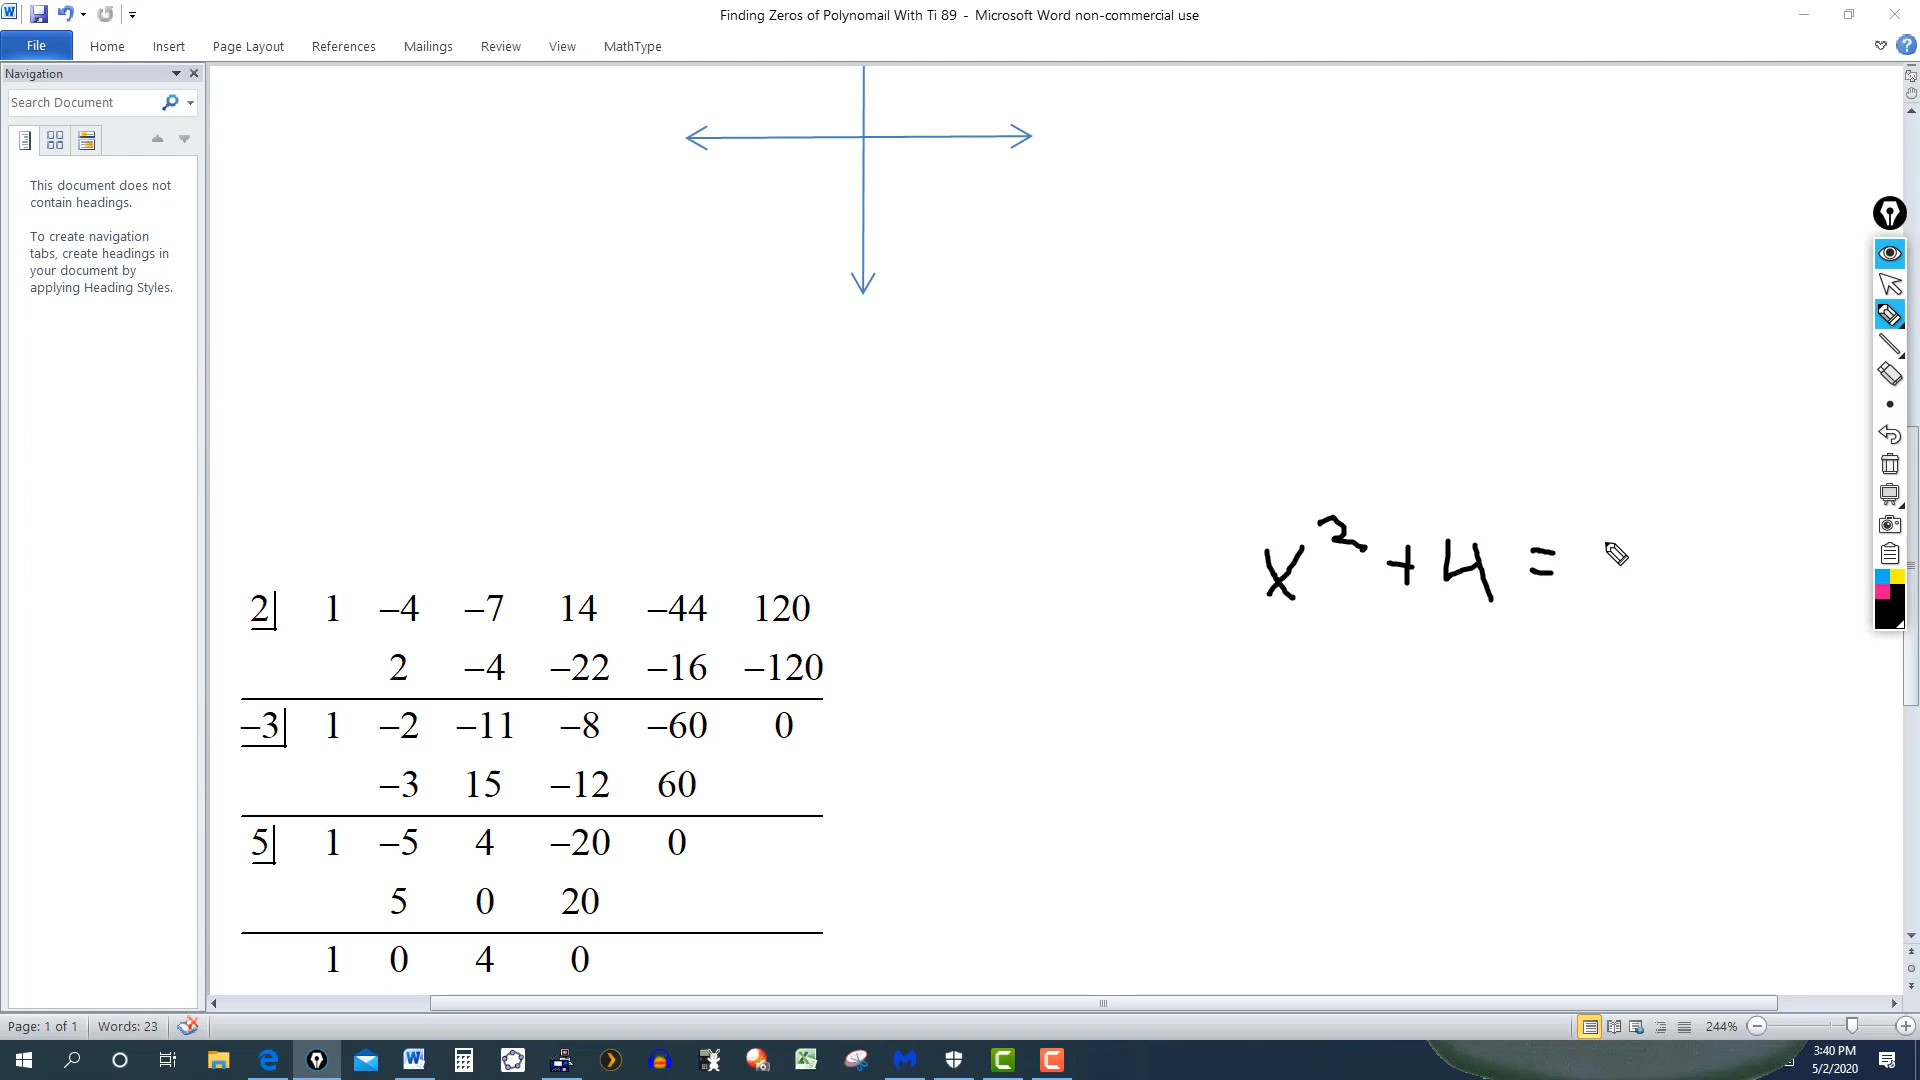 Finding Zeros of Polynomail With Ti 89 - Microsoft Word non-commercial use
File Home Insert Page Layout References Mailings Review View MathType
Navigation
Search Document
This document does not
contain headings.
To create navigation
tabs, create headings in
your document by
applying Heading Styles.
x² + 4 =
2| 1 −4 −7 14 −44 120
2 −4 −22 −16 −120
−3| 1 −2 −11 −8 −60 0
−3 15 −12 60
5| 1 −5 4 −20 0
5 0 20
1 0 4 0
Page: 1 of 1 Words: 23 244%
3:40 PM
5/2/2020